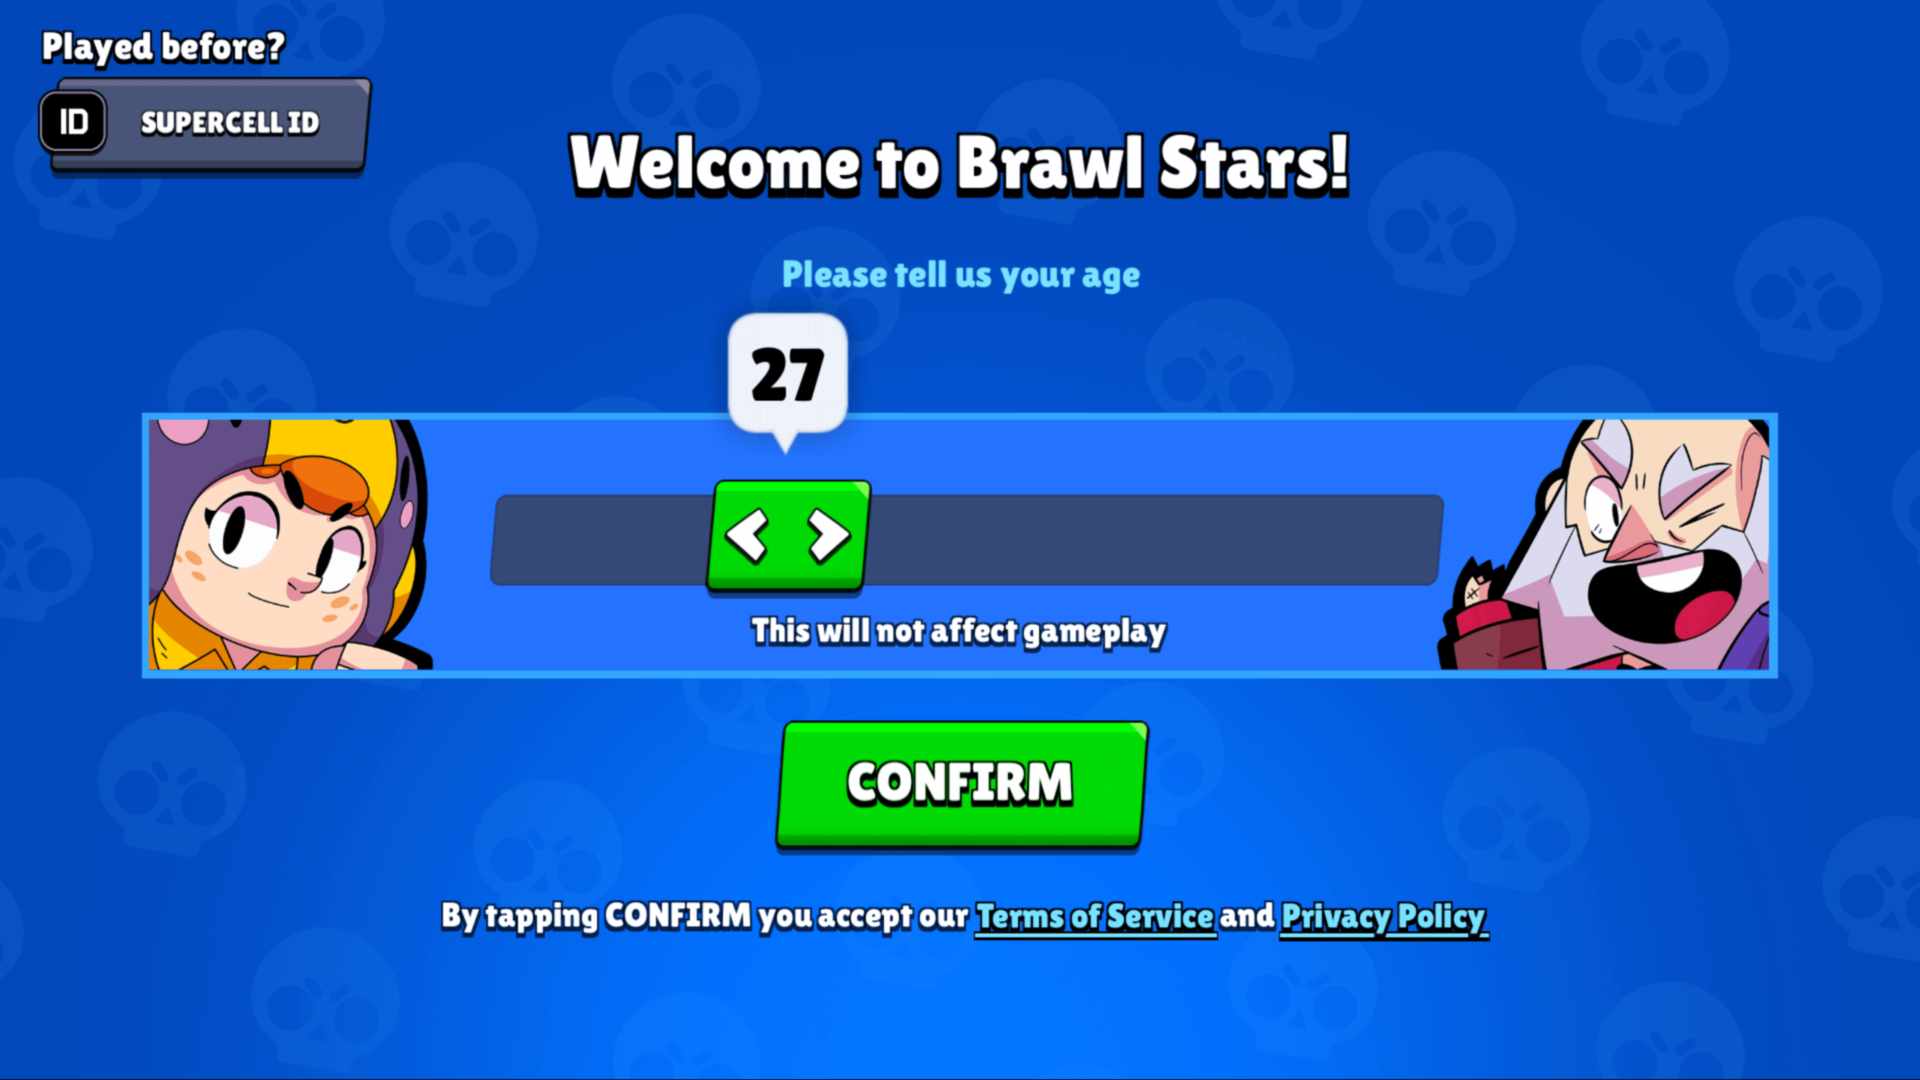 Played before?
ID SUPERCELL ID
Welcome to Brawl Stars!
Please tell us your age
27
This will not affect gameplay
CONFIRM
By tapping CONFIRM you accept our Terms of Service and Privacy Policy